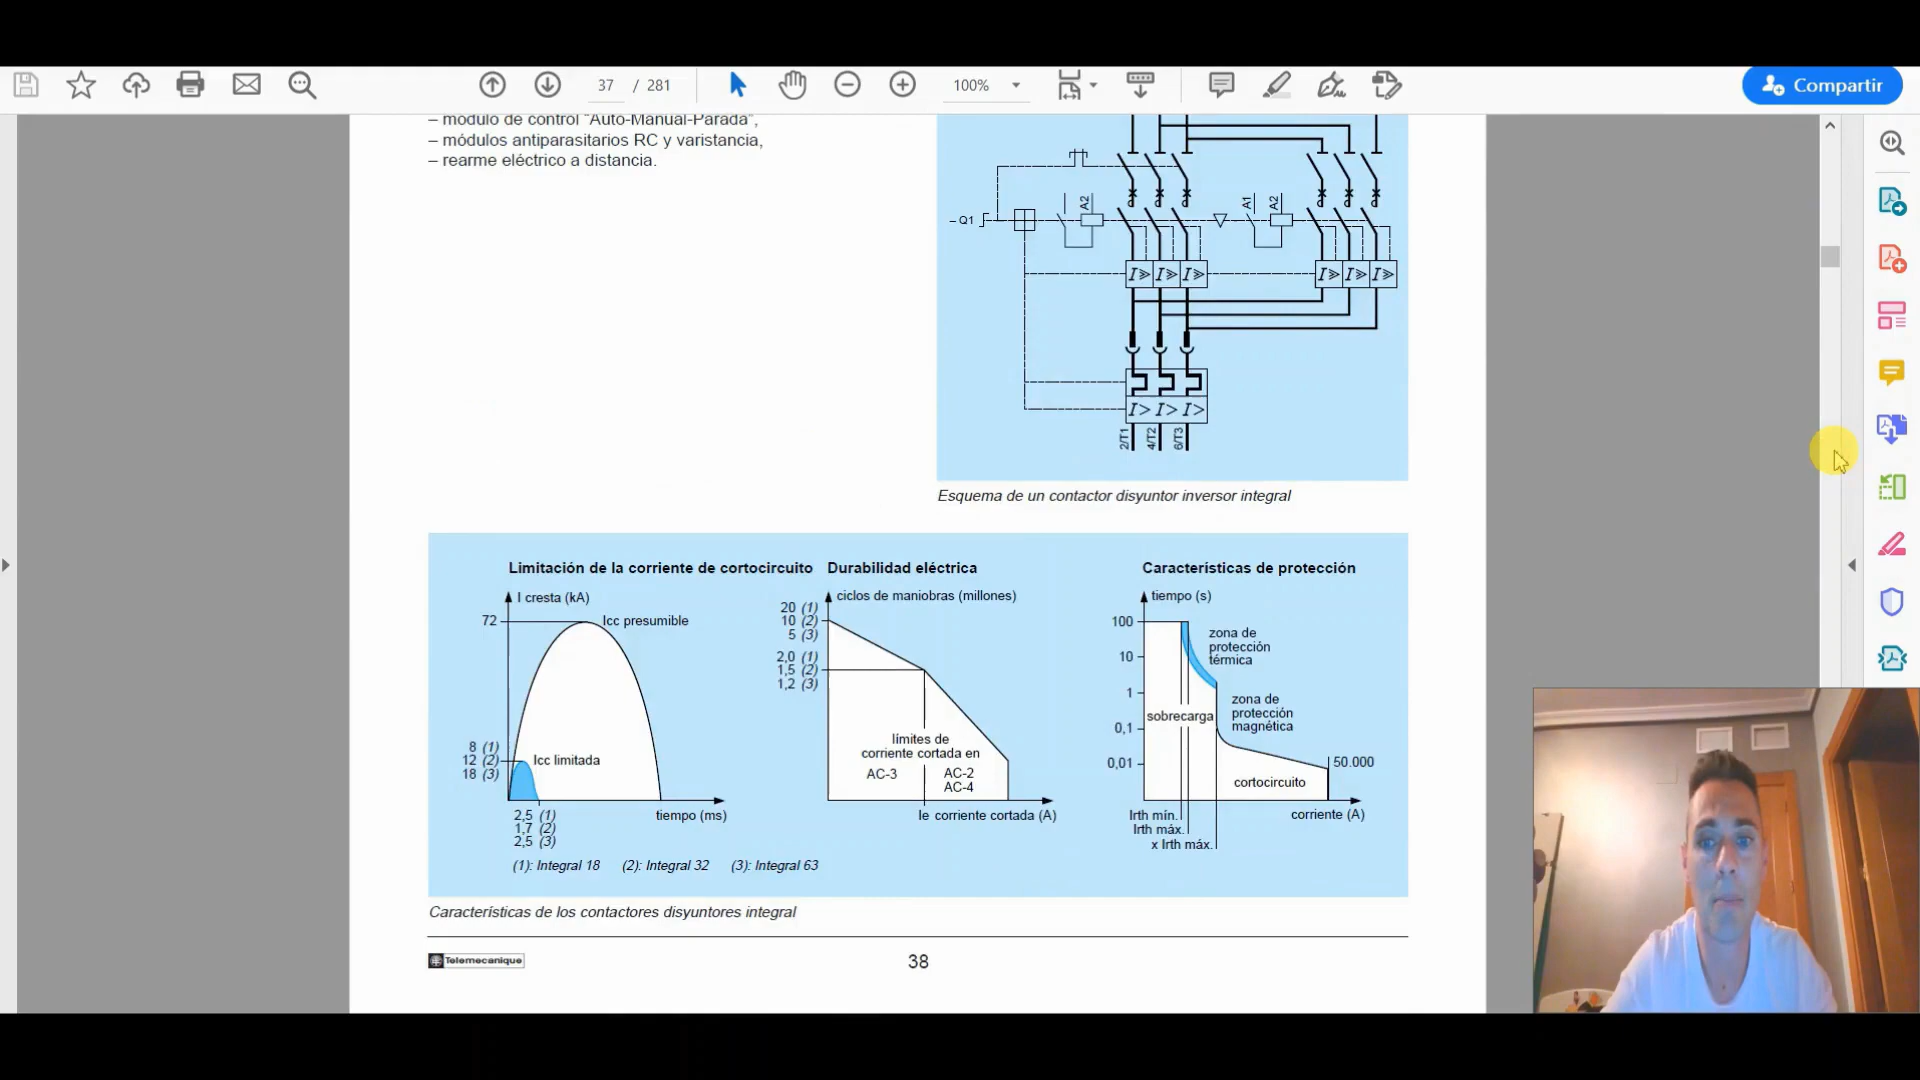 37 / 281
100%
Compartir
– módulo de control “Auto-Manual-Parada”,
– módulos antiparasitarios RC y varistancia,
– rearme eléctrico a distancia.
A2
A1
A2
– Q1
I>
I>
I>
2/T1
4/T2
6/T3
Esquema de un contactor disyuntor inversor integral
Limitación de la corriente de cortocircuito
I cresta (kA)
72
Icc presumible
8 (1)
12 (2)
18 (3)
Icc limitada
2,5 (1)
1,7 (2)
2,5 (3)
tiempo (ms)
(1): Integral 18 (2): Integral 32 (3): Integral 63
Durabilidad eléctrica
ciclos de maniobras (millones)
20 (1)
10 (2)
5 (3)
2,0 (1)
1,5 (2)
1,2 (3)
límites de
corriente cortada en
AC-3
AC-2
AC-4
Ie corriente cortada (A)
Características de protección
tiempo (s)
100
10
1
0,1
0,01
zona de
protección
térmica
zona de
protección
magnética
sobrecarga
cortocircuito
50.000
Irth mín.
Irth máx.
x Irth máx.
corriente (A)
Características de los contactores disyuntores integral
Telemecanique
38